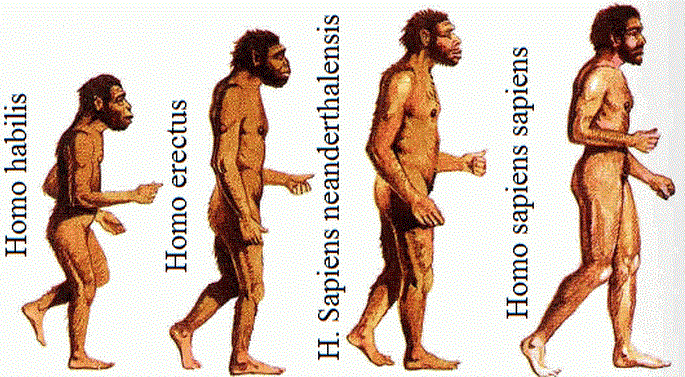 Homo habilis
Homo erectus
H. Sapiens neanderthalensis
Homo sapiens sapiens